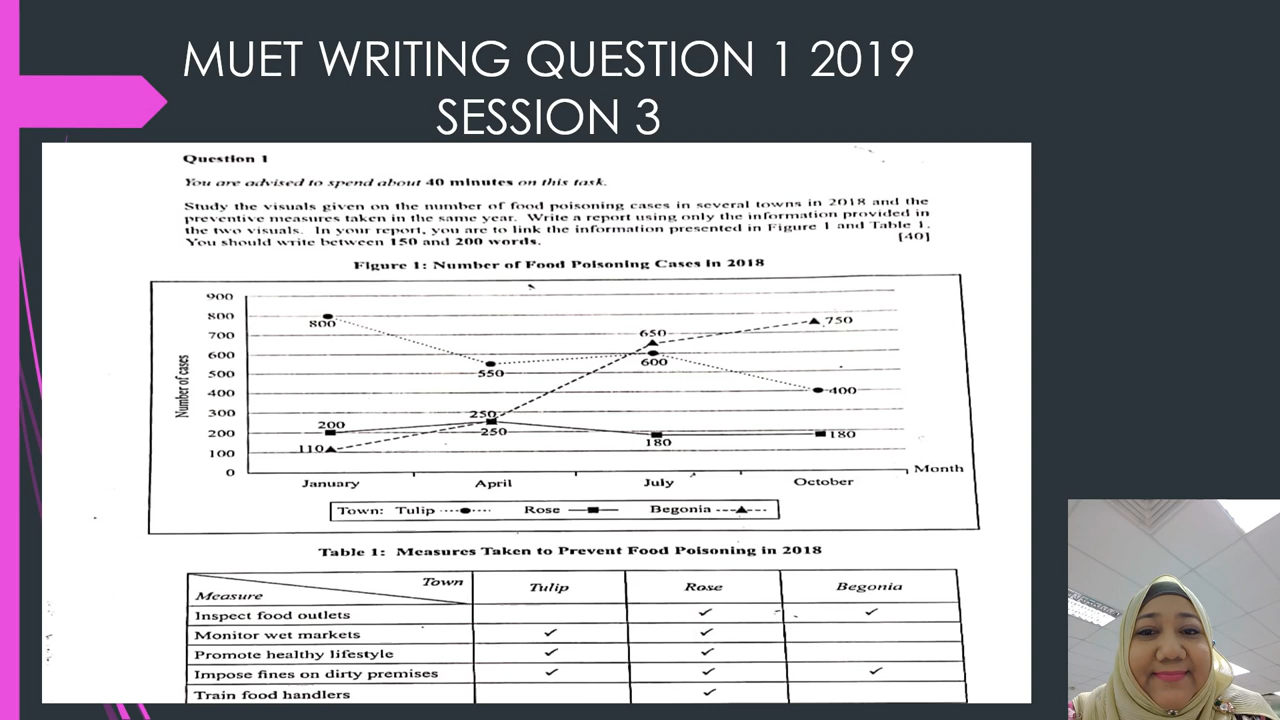 MUET WRITING QUESTION 1 2019
SESSION 3
Question 1
You are advised to spend about 40 minutes on this task.
Study the visuals given on the number of food poisoning cases in several towns in 2018 and the
preventive measures taken in the same year. Write a report using only the information provided in
the two visuals. In your report, you are to link the information presented in Figure 1 and Table 1.
You should write between 150 and 200 words. [40]
Figure 1: Number of Food Poisoning Cases in 2018
Number of cases
900
800
700
600
500
400
300
200
100
0
800
550
600
400
200
250
180
180
110
250
650
750
January April July October Month
Town: Tulip Rose Begonia
Table 1: Measures Taken to Prevent Food Poisoning in 2018
Town
Measure
Tulip Rose Begonia
Inspect food outlets ✓ ✓
Monitor wet markets ✓ ✓
Promote healthy lifestyle ✓ ✓
Impose fines on dirty premises ✓ ✓ ✓
Train food handlers ✓